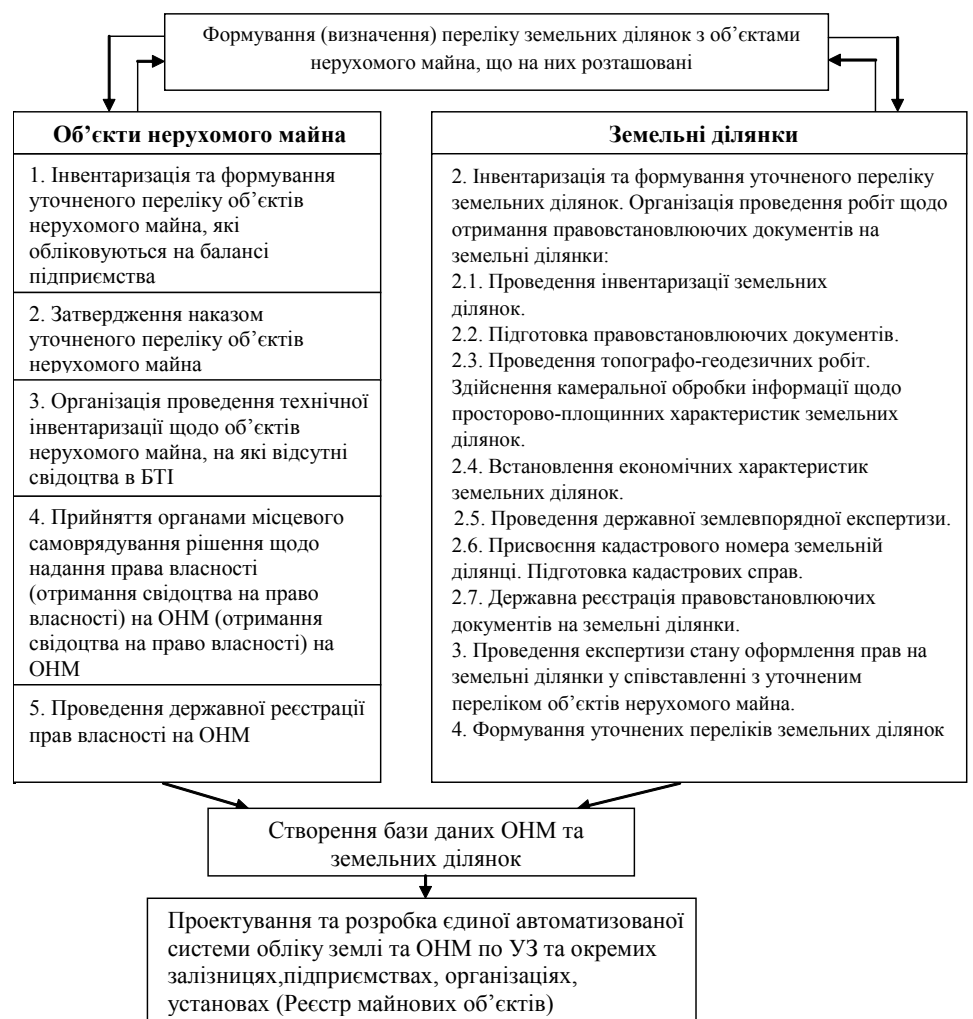 Формування (визначення) переліку земельних ділянок з об’єктами
нерухомого майна, що на них розташовані
Об’єкти нерухомого майна
1. Інвентаризація та формування
уточненого переліку об’єктів
нерухомого майна, які
обліковуються на балансі
підприємства
2. Затвердження наказом
уточненого переліку об’єктів
нерухомого майна
3. Організація проведення технічної
інвентаризації щодо об’єктів
нерухомого майна, на які відсутні
свідоцтва в БТІ
4. Прийняття органами місцевого
самоврядування рішення щодо
надання права власності
(отримання свідоцтва на право
власності) на ОНМ (отримання
свідоцтва на право власності) на
ОНМ
5. Проведення державної реєстрації
прав власності на ОНМ
Земельні ділянки
2. Інвентаризація та формування уточненого переліку
земельних ділянок. Організація проведення робіт щодо
отримання правовстановлюючих документів на
земельні ділянки:
2.1. Проведення інвентаризації земельних
ділянок.
2.2. Підготовка правовстановлюючих документів.
2.3. Проведення топографо-геодезичних робіт.
Здійснення камеральної обробки інформації щодо
просторово-площинних характеристик земельних
ділянок.
2.4. Встановлення економічних характеристик
земельних ділянок.
2.5. Проведення державної землевпорядної експертизи.
2.6. Присвоєння кадастрового номера земельній
ділянці. Підготовка кадастрових справ.
2.7. Державна реєстрація правовстановлюючих
документів на земельні ділянки.
3. Проведення експертизи стану оформлення прав на
земельні ділянки у співставленні з уточненим
переліком об’єктів нерухомого майна.
4. Формування уточнених переліків земельних ділянок
Створення бази даних ОНМ та
земельних ділянок
Проектування та розробка єдиної автоматизованої
системи обліку землі та ОНМ по УЗ та окремих
залізницях,підприємствах, організаціях,
установах (Реєстр майнових об’єктів)